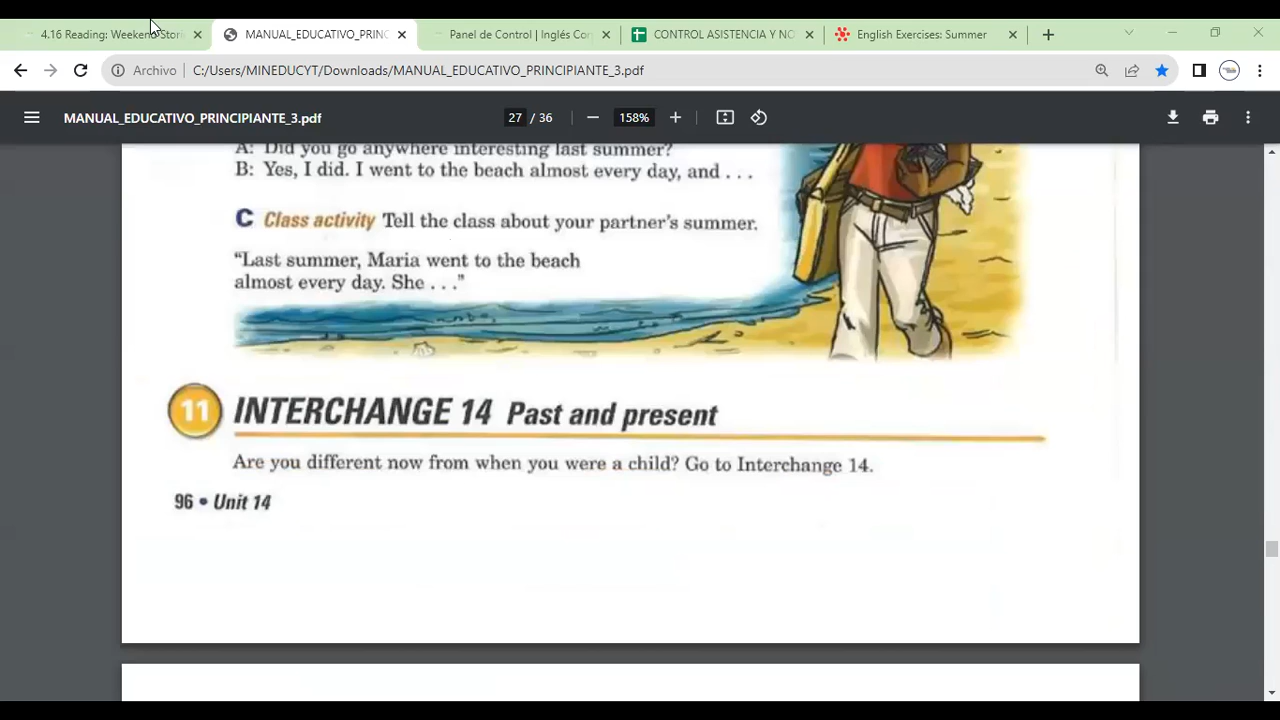 4.16 Reading: Weekend Stori
MANUAL_EDUCATIVO_PRINC
Panel de Control | Inglés Cor
CONTROL ASISTENCIA Y NO
English Exercises: Summer
Archivo
C:/Users/MINEDUCYT/Downloads/MANUAL_EDUCATIVO_PRINCIPIANTE_3.pdf
MANUAL_EDUCATIVO_PRINCIPIANTE_3.pdf
27 / 36
158%
A: Did you go anywhere interesting last summer?
B: Yes, I did. I went to the beach almost every day, and . . .
C Class activity Tell the class about your partner's summer.
"Last summer, Maria went to the beach
almost every day. She . . ."
11 INTERCHANGE 14 Past and present
Are you different now from when you were a child? Go to Interchange 14.
96 • Unit 14